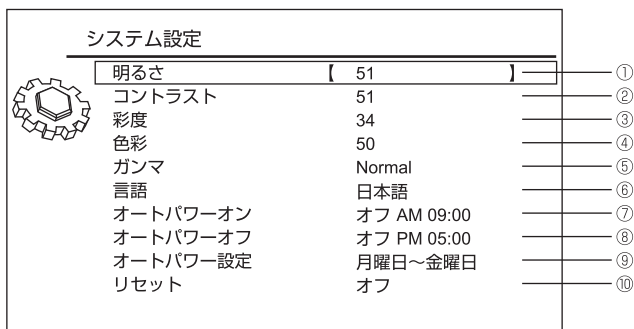 システム設定
明るさ 【 51 】 ①
コントラスト 51 ②
彩度 34 ③
色彩 50 ④
ガンマ Normal ⑤
言語 日本語 ⑥
オートパワーオン オフ AM 09:00 ⑦
オートパワーオフ オフ PM 05:00 ⑧
オートパワー設定 月曜日～金曜日 ⑨
リセット オフ ⑩